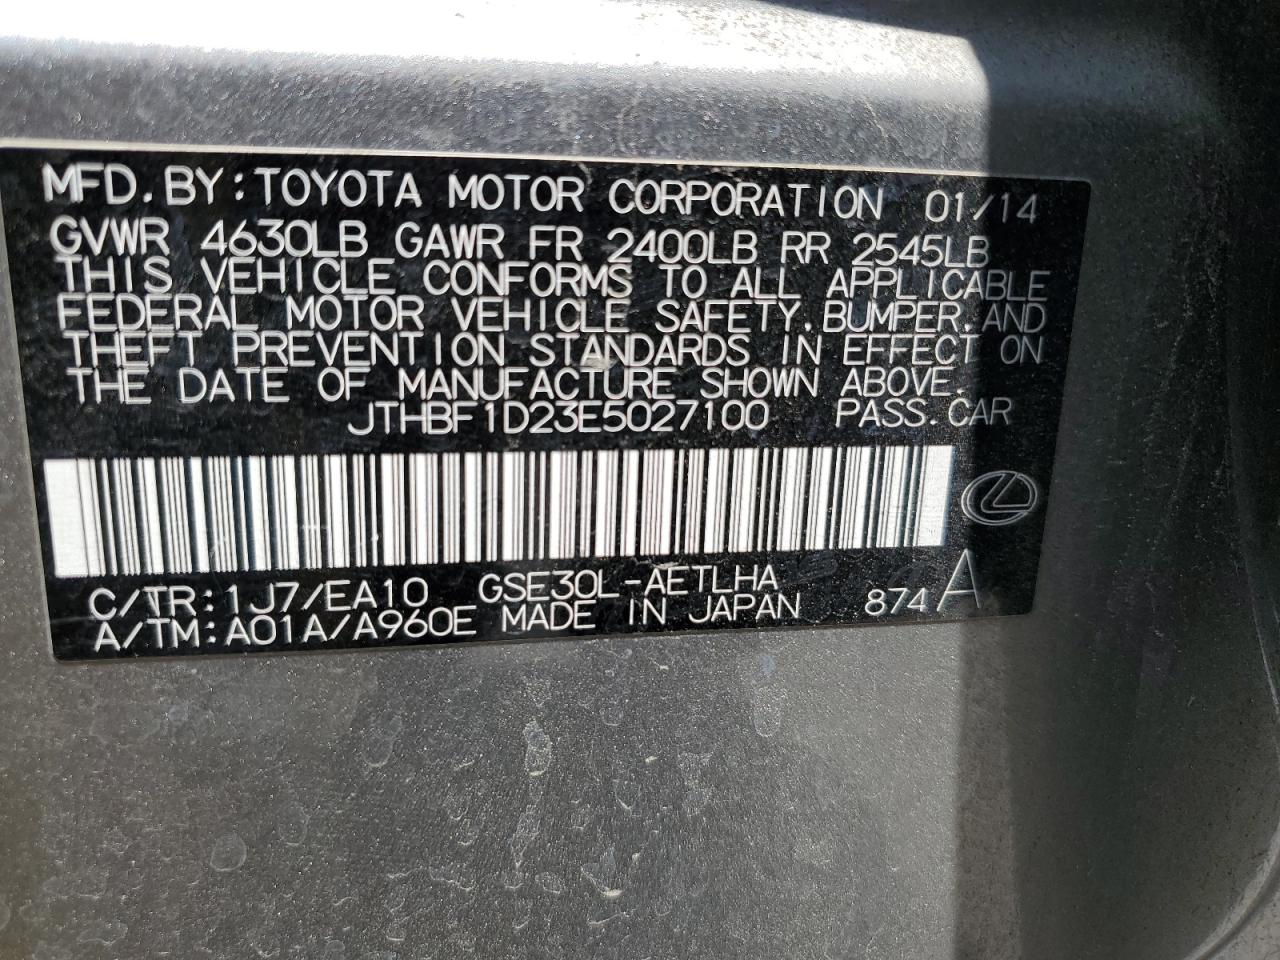 MFD. BY: TOYOTA MOTOR CORPORATION 01/14
GVWR 4630LB GAWR FR 2400LB RR 2545LB
THIS VEHICLE CONFORMS TO ALL APPLICABLE
FEDERAL MOTOR VEHICLE SAFETY, BUMPER, AND
THEFT PREVENTION STANDARDS IN EFFECT ON
THE DATE OF MANUFACTURE SHOWN ABOVE.
JTHBF1D23E5027100 PASS. CAR
C/TR: 1J7/EA10 GSE30L-AETLHA
A/TM: A01A/A960E MADE IN JAPAN 874 A